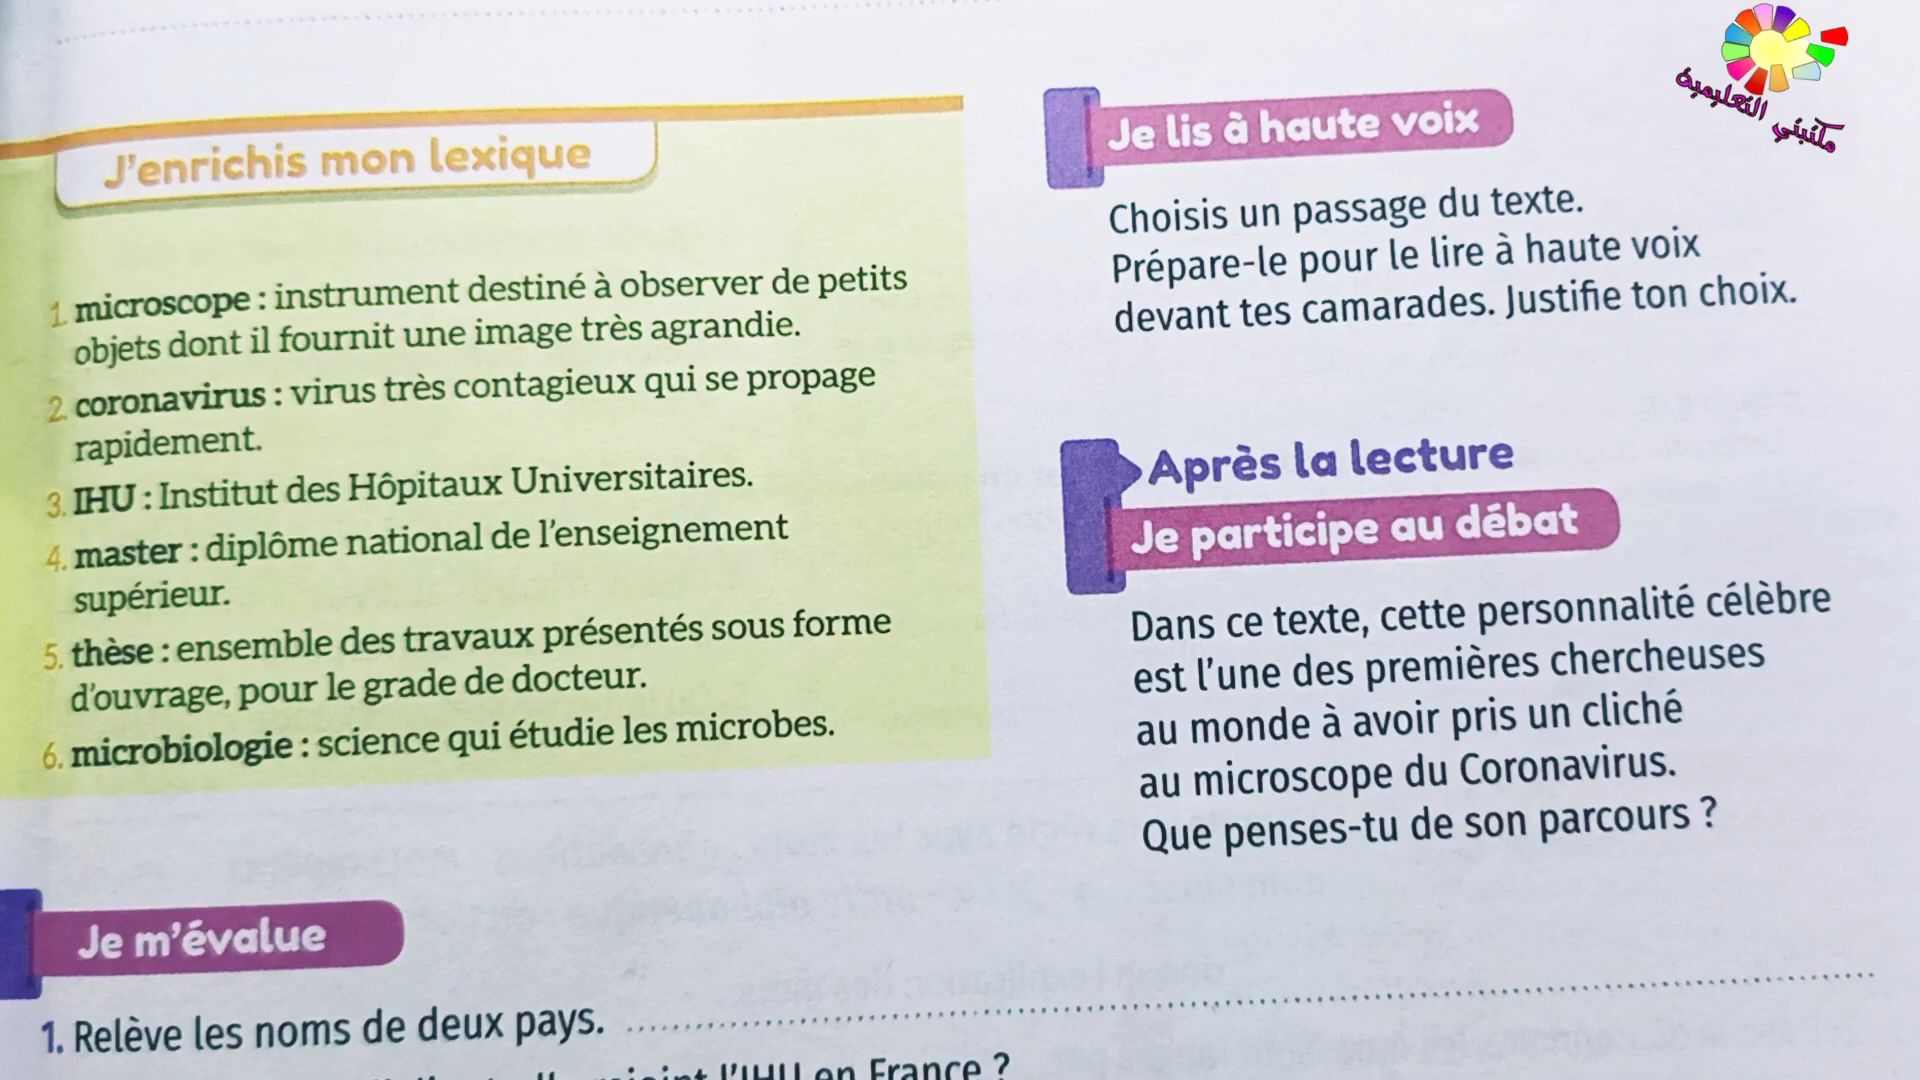 J'enrichis mon lexique
1. microscope : instrument destiné à observer de petits
objets dont il fournit une image très agrandie.
2. coronavirus : virus très contagieux qui se propage
rapidement.
3. IHU : Institut des Hôpitaux Universitaires.
4. master : diplôme national de l'enseignement
supérieur.
5. thèse : ensemble des travaux présentés sous forme
d'ouvrage, pour le grade de docteur.
6. microbiologie : science qui étudie les microbes.
Je m'évalue
1. Relève les noms de deux pays.
l'IHU en France ?
Je lis à haute voix
Choisis un passage du texte.
Prépare-le pour le lire à haute voix
devant tes camarades. Justifie ton choix.
Après la lecture
Je participe au débat
Dans ce texte, cette personnalité célèbre
est l'une des premières chercheuses
au monde à avoir pris un cliché
au microscope du Coronavirus.
Que penses-tu de son parcours ?
مكتبتي التعليمية